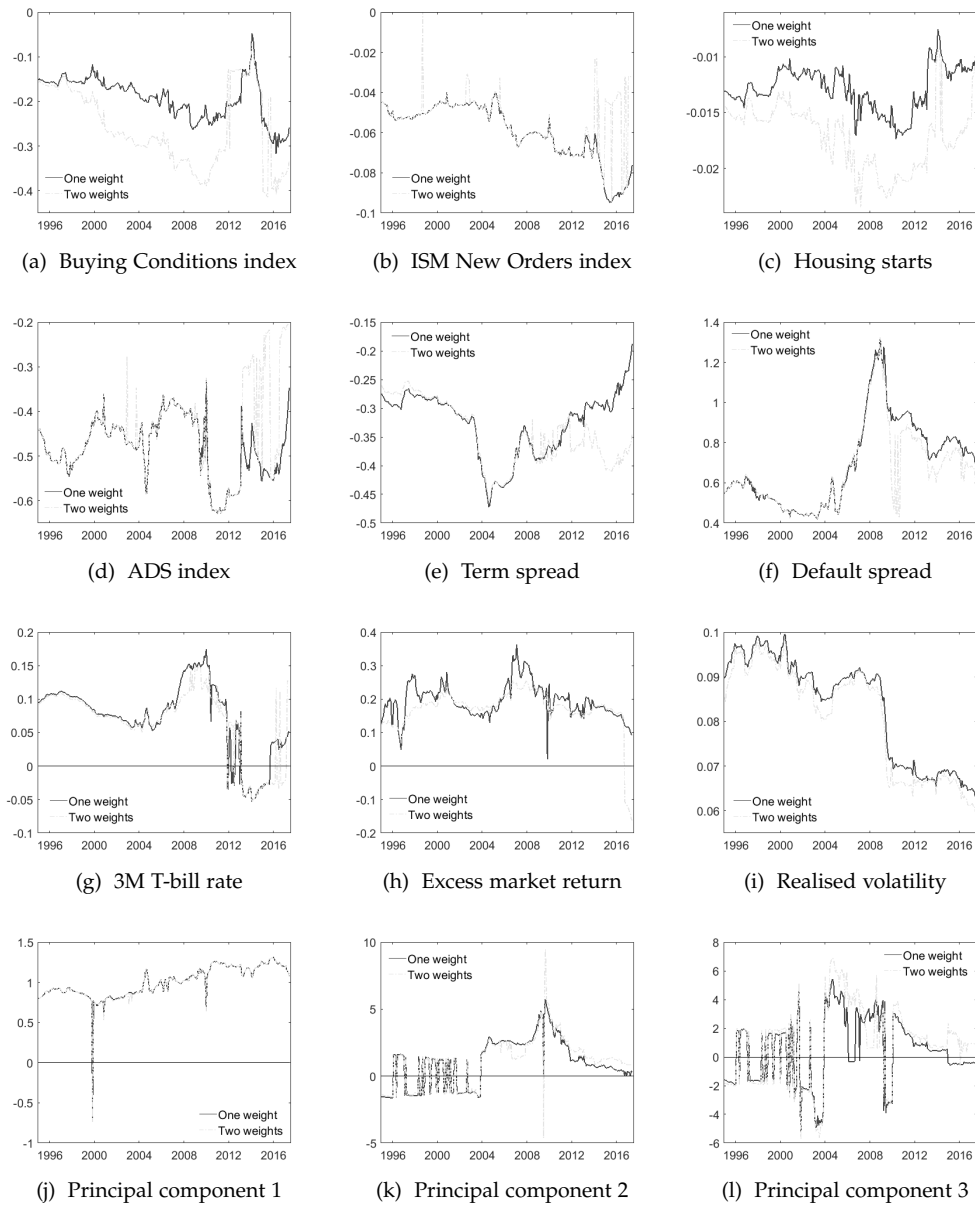 0
-0.1
-0.2
-0.3
-0.4
One weight
Two weights
1996 2000 2004 2008 2012 2016
(a) Buying Conditions index
0
-0.02
-0.04
-0.06
-0.08
-0.1
One weight
Two weights
1996 2000 2004 2008 2012 2016
(b) ISM New Orders index
One weight
Two weights
-0.01
-0.015
-0.02
1996 2000 2004 2008 2012 2016
(c) Housing starts
-0.2
-0.3
-0.4
-0.5
-0.6
One weight
Two weights
1996 2000 2004 2008 2012 2016
(d) ADS index
-0.15
One weight
Two weights
-0.2
-0.25
-0.3
-0.35
-0.4
-0.45
-0.5
1996 2000 2004 2008 2012 2016
(e) Term spread
1.4
One weight
Two weights
1.2
1
0.8
0.6
0.4
1996 2000 2004 2008 2012 2016
(f) Default spread
0.2
0.15
0.1
0.05
0
-0.05
-0.1
One weight
Two weights
1996 2000 2004 2008 2012 2016
(g) 3M T-bill rate
0.4
0.3
0.2
0.1
0
-0.1
-0.2
One weight
Two weights
1996 2000 2004 2008 2012 2016
(h) Excess market return
0.1
0.09
0.08
0.07
0.06
One weight
Two weights
1996 2000 2004 2008 2012 2016
(i) Realised volatility
1.5
1
0.5
0
-0.5
-1
One weight
Two weights
1996 2000 2004 2008 2012 2016
(j) Principal component 1
10
One weight
Two weights
5
0
-5
1996 2000 2004 2008 2012 2016
(k) Principal component 2
8
One weight
Two weights
6
4
2
0
-2
-4
-6
1996 2000 2004 2008 2012 2016
(l) Principal component 3